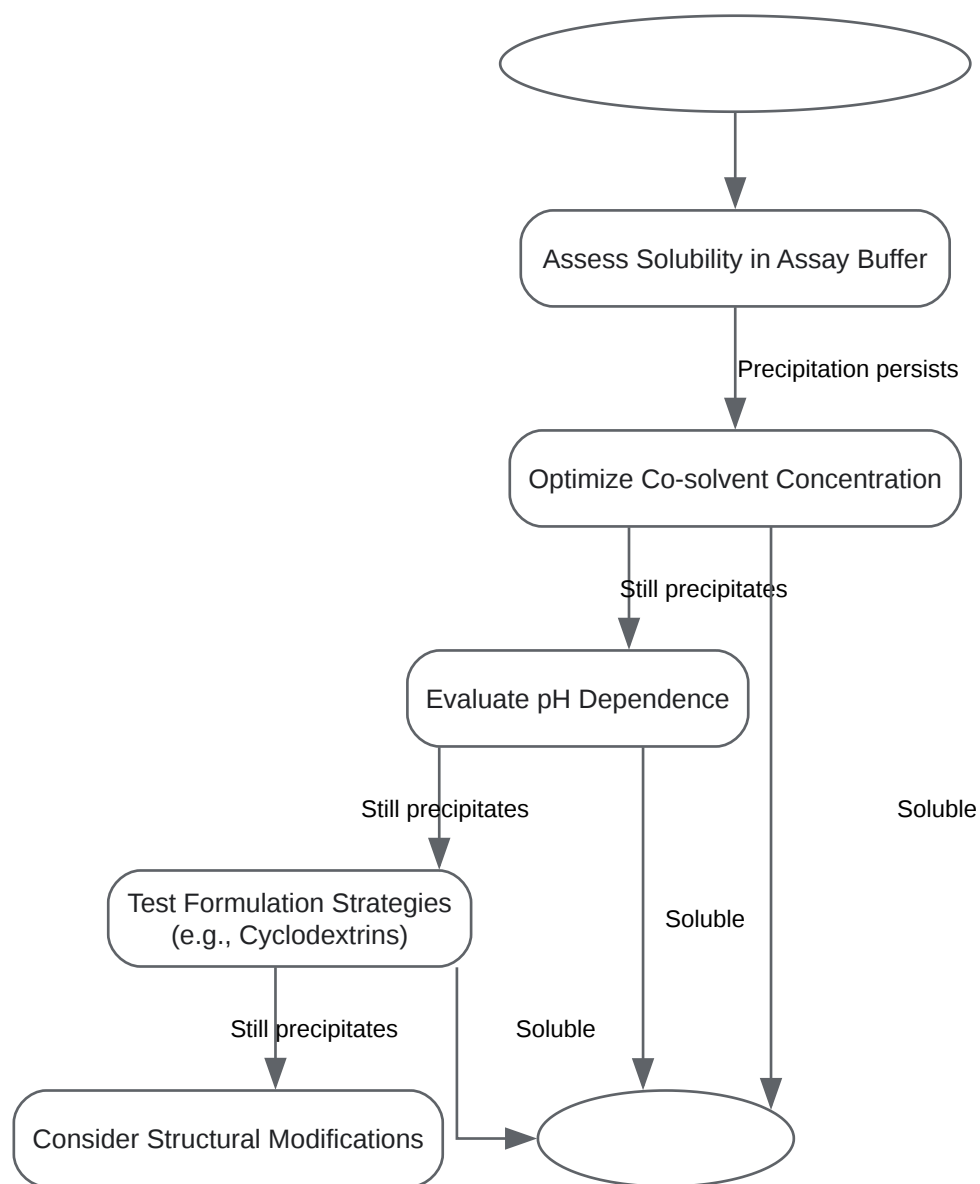 Assess Solubility in Assay Buffer
Precipitation persists
Optimize Co-solvent Concentration
Still precipitates
Evaluate pH Dependence
Still precipitates
Soluble
Test Formulation Strategies
(e.g., Cyclodextrins)
Soluble
Still precipitates
Soluble
Consider Structural Modifications